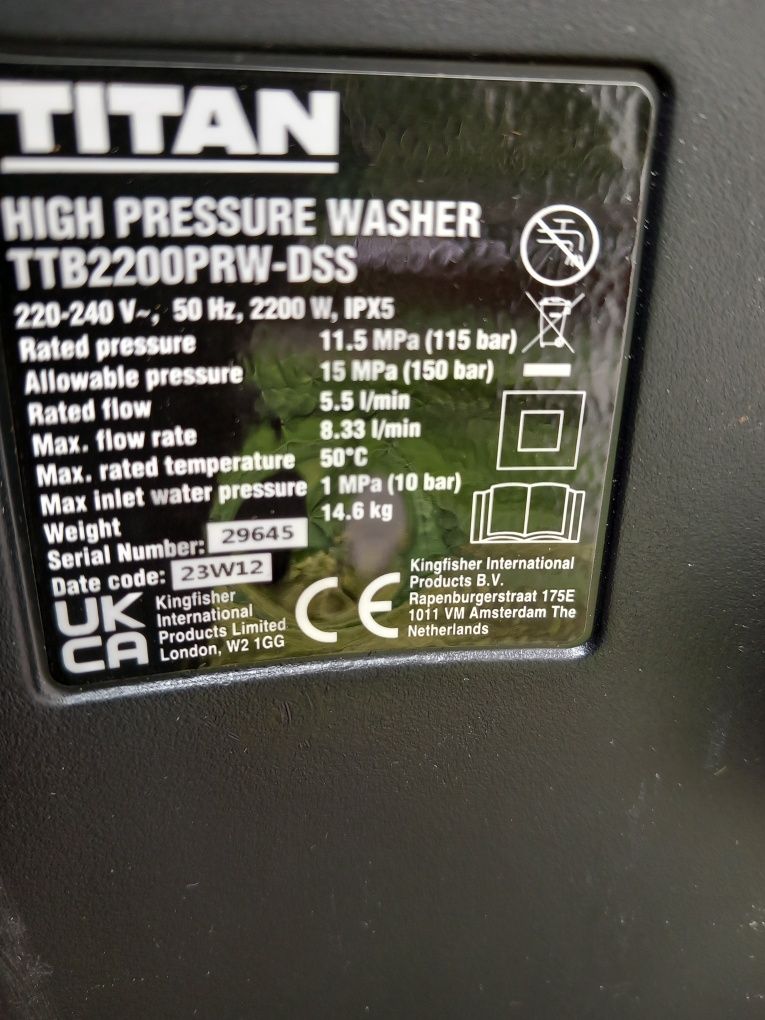 TITAN
HIGH PRESSURE WASHER
TTB2200PRW-DSS
220-240 V~, 50 Hz, 2200 W, IPX5
Rated pressure 11.5 MPa (115 bar)
Allowable pressure 15 MPa (150 bar)
Rated flow 5.5 l/min
Max. flow rate 8.33 l/min
Max. rated temperature 50°C
Max inlet water pressure 1 MPa (10 bar)
Weight 14.6 kg
Serial Number: 29645
Date code: 23W12
UK
CA
Kingfisher
International
Products Limited
London, W2 1GG
CE
Kingfisher International
Products B.V.
Rapenburgerstraat 175E
1011 VM Amsterdam The
Netherlands